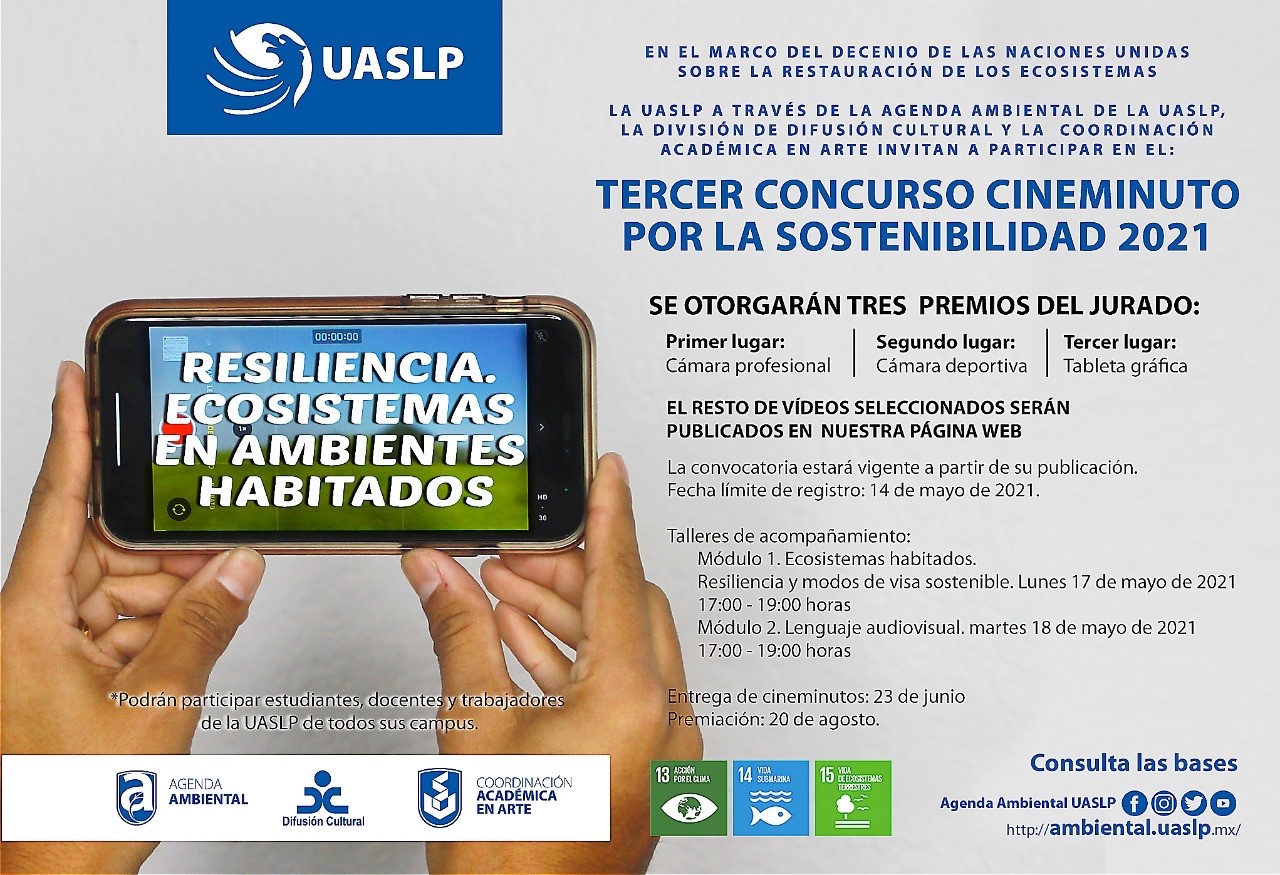 UASLP
EN EL MARCO DEL DECENIO DE LAS NACIONES UNIDAS
SOBRE LA RESTAURACIÓN DE LOS ECOSISTEMAS
LA UASLP A TRAVÉS DE LA AGENDA AMBIENTAL DE LA UASLP,
LA DIVISIÓN DE DIFUSIÓN CULTURAL Y LA COORDINACIÓN
ACADÉMICA EN ARTE INVITAN A PARTICIPAR EN EL:
TERCER CONCURSO CINEMINUTO
POR LA SOSTENIBILIDAD 2021
SE OTORGARÁN TRES PREMIOS DEL JURADO:
Primer lugar:
Cámara profesional
Segundo lugar:
Cámara deportiva
Tercer lugar:
Tableta gráfica
EL RESTO DE VÍDEOS SELECCIONADOS SERÁN
PUBLICADOS EN NUESTRA PÁGINA WEB
La convocatoria estará vigente a partir de su publicación.
Fecha límite de registro: 14 de mayo de 2021.
Talleres de acompañamiento:
Módulo 1. Ecosistemas habitados.
Resiliencia y modos de visa sostenible. Lunes 17 de mayo de 2021
17:00 - 19:00 horas
Módulo 2. Lenguaje audiovisual. martes 18 de mayo de 2021
17:00 - 19:00 horas
Entrega de cineminutos: 23 de junio
Premiación: 20 de agosto.
00:00:00
RESILIENCIA.
ECOSISTEMAS
EN AMBIENTES
HABITADOS
1x
HD
30
*Podrán participar estudiantes, docentes y trabajadores
de la UASLP de todos sus campus.
AGENDA
AMBIENTAL
Difusión Cultural
COORDINACIÓN
ACADÉMICA
EN ARTE
13 ACCIÓN
POR EL CLIMA
14 VIDA
SUBMARINA
15 VIDA
DE ECOSISTEMAS
TERRESTRES
Consulta las bases
Agenda Ambiental UASLP
http://ambiental.uaslp.mx/